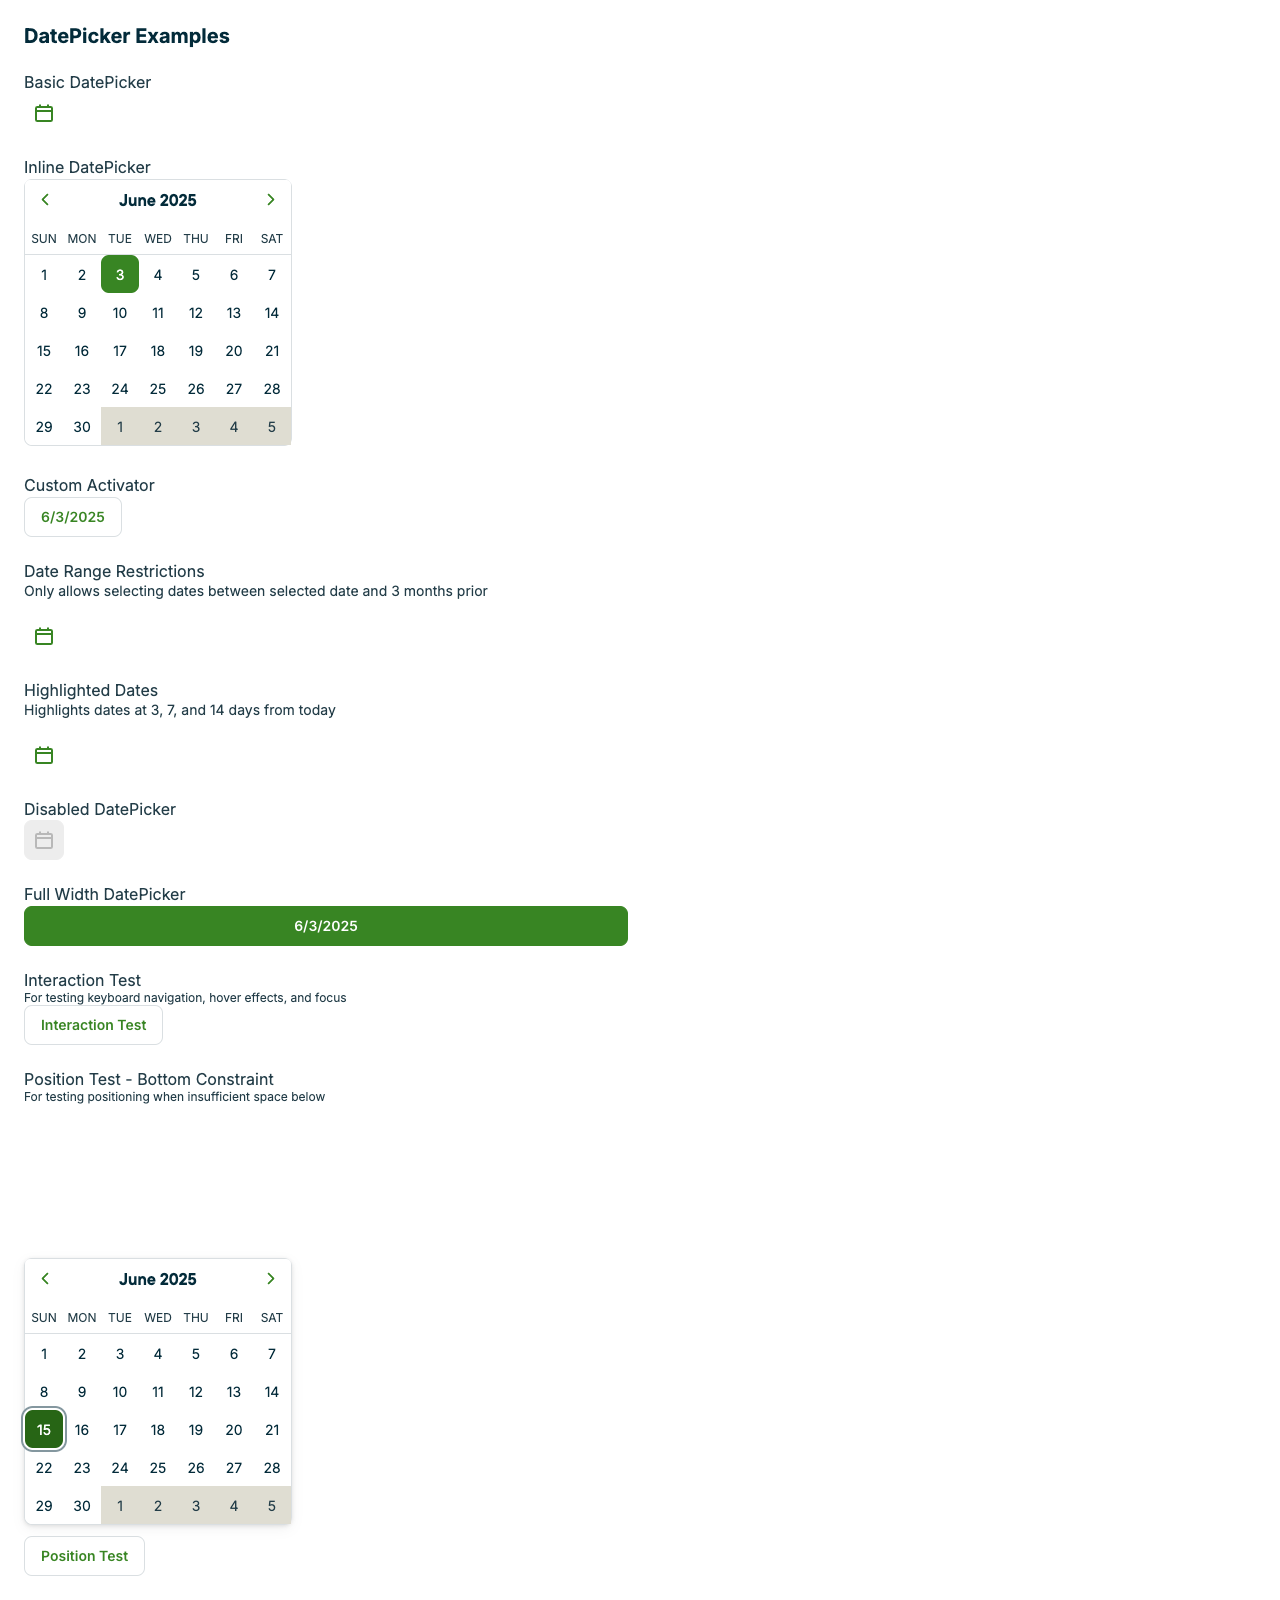 DatePicker Examples
Basic DatePicker
Inline DatePicker
June 2025
SUN MON TUE WED THU FRI SAT
1 2 3 4 5 6 7
8 9 10 11 12 13 14
15 16 17 18 19 20 21
22 23 24 25 26 27 28
29 30 1 2 3 4 5
Custom Activator
6/3/2025
Date Range Restrictions
Only allows selecting dates between selected date and 3 months prior
Highlighted Dates
Highlights dates at 3, 7, and 14 days from today
Disabled DatePicker
Full Width DatePicker
6/3/2025
Interaction Test
For testing keyboard navigation, hover effects, and focus
Interaction Test
Position Test - Bottom Constraint
For testing positioning when insufficient space below
June 2025
SUN MON TUE WED THU FRI SAT
1 2 3 4 5 6 7
8 9 10 11 12 13 14
15 16 17 18 19 20 21
22 23 24 25 26 27 28
29 30 1 2 3 4 5
Position Test